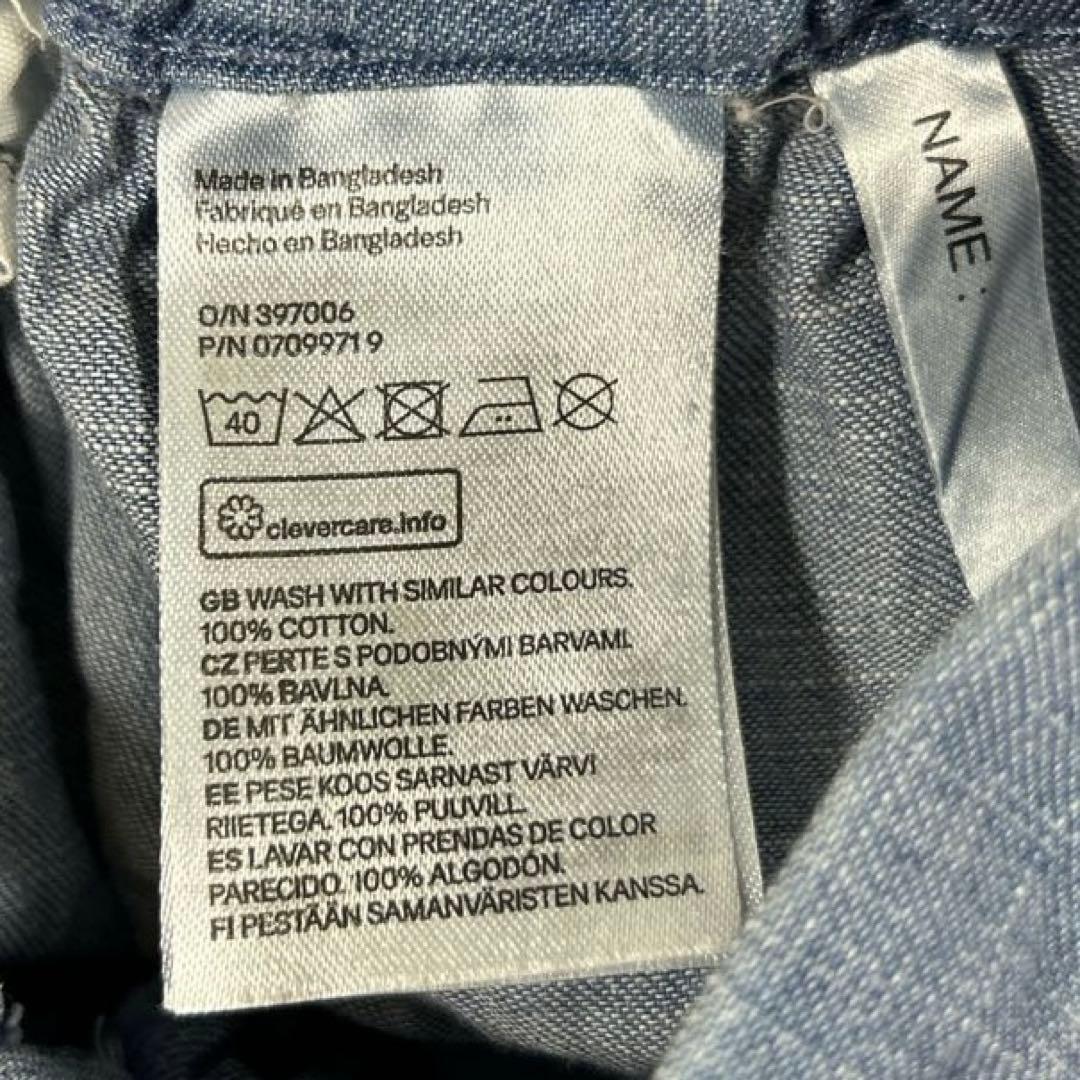 Made in Bangladesh
Fabriqué en Bangladesh
Hecho en Bangladesh
O/N 397006
P/N 0709971 9
40
clevercare.info
GB WASH WITH SIMILAR COLOURS.
100% COTTON.
CZ PERTE S PODOBNÝMI BARVAMI.
100% BAVLNA.
DE MIT ÄHNLICHEN FARBEN WASCHEN.
100% BAUMWOLLE.
EE PESE KOOS SARNAST VÄRVI
RIIETEGA. 100% PUUVILL.
ES LAVAR CON PRENDAS DE COLOR
PARECIDO. 100% ALGODÓN.
FI PESTÄÄN SAMANVÄRISTEN KANSSA.
NAME: